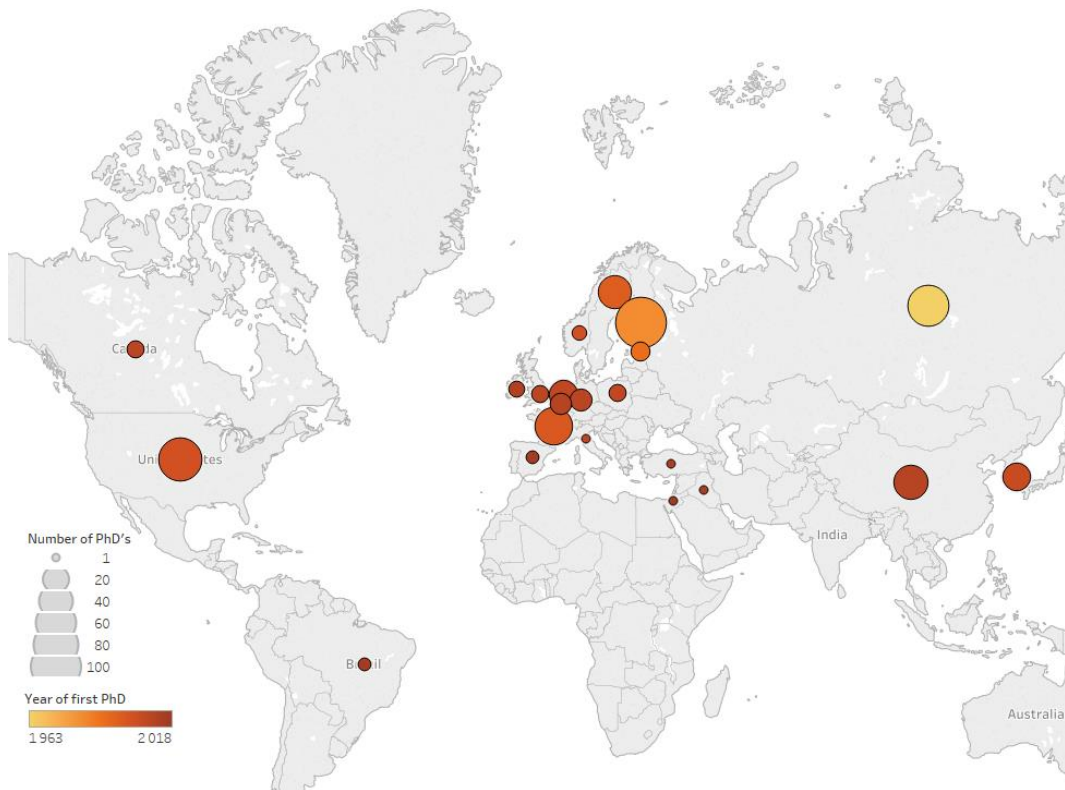 Canada
United States
India
Brazil
Australia
Number of PhD's
1
20
40
60
80
100
Year of first PhD
1963
2018